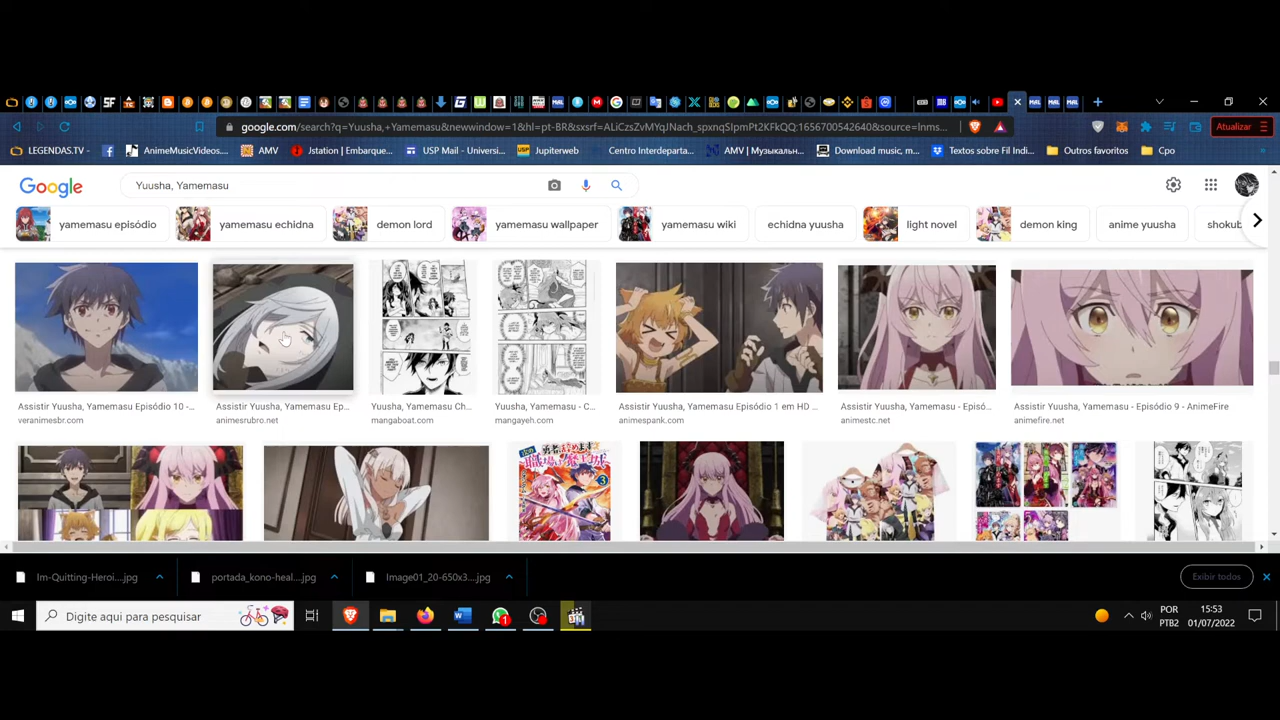 google.com/search?q=Yuusha,+Yamemasu&newwindow=1&hl=pt-BR&sxsrf=ALiCzsZvMYqJNach_spxnqSIpmPt2KFkQQ:1656700542640&source=lnms...
Atualizar
LEGENDAS.TV
AnimeMusicVideos...
AMV
Jstation | Embarque...
USP Mail - Universi...
Jupiterweb
Centro Interdeparta...
AMV | Музыкальн...
Download music, m...
Textos sobre Fil Indi...
Outros favoritos
Cpo
Google
Yuusha, Yamemasu
yamemasu episódio
yamemasu echidna
demon lord
yamemasu wallpaper
yamemasu wiki
echidna yuusha
light novel
demon king
anime yuusha
shokub
Assistir Yuusha, Yamemasu Episódio 10 -...
Assistir Yuusha, Yamemasu Ep...
Yuusha, Yamemasu Ch...
Yuusha, Yamemasu - C...
Assistir Yuusha, Yamemasu Episódio 1 em HD ...
Assistir Yuusha, Yamemasu - Episó...
Assistir Yuusha, Yamemasu - Episódio 9 - AnimeFire
veranimesbr.com
animesrubro.net
mangaboat.com
mangayeh.com
animespank.com
animestc.net
animefire.net
Im-Quitting-Heroi....jpg
portada_kono-heal....jpg
Image01_20-650x3....jpg
Exibir todos
Digite aqui para pesquisar
POR
PTB2
15:53
01/07/2022